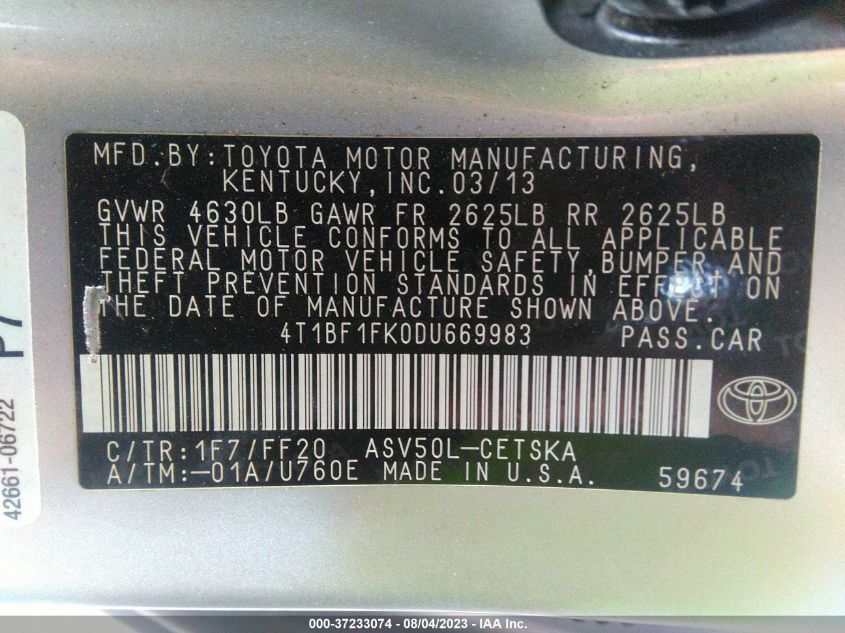 MFD.BY:TOYOTA MOTOR MANUFACTURING,
KENTUCKY,INC.03/13
GVWR 4630LB GAWR FR 2625LB RR 2625LB
THIS VEHICLE CONFORMS TO ALL APPLICABLE
FEDERAL MOTOR VEHICLE SAFETY,BUMPER AND
THEFT PREVENTION STANDARDS IN EFFECT ON
THE DATE OF MANUFACTURE SHOWN ABOVE.
4T1BF1FK0DU669983 PASS.CAR
C/TR:1F7/FF20 ASV50L-CETSKA
A/TM:-01A/U760E MADE IN U.S.A. 59674
P7
42661-06722
000-37233074 - 08/04/2023 - IAA Inc.